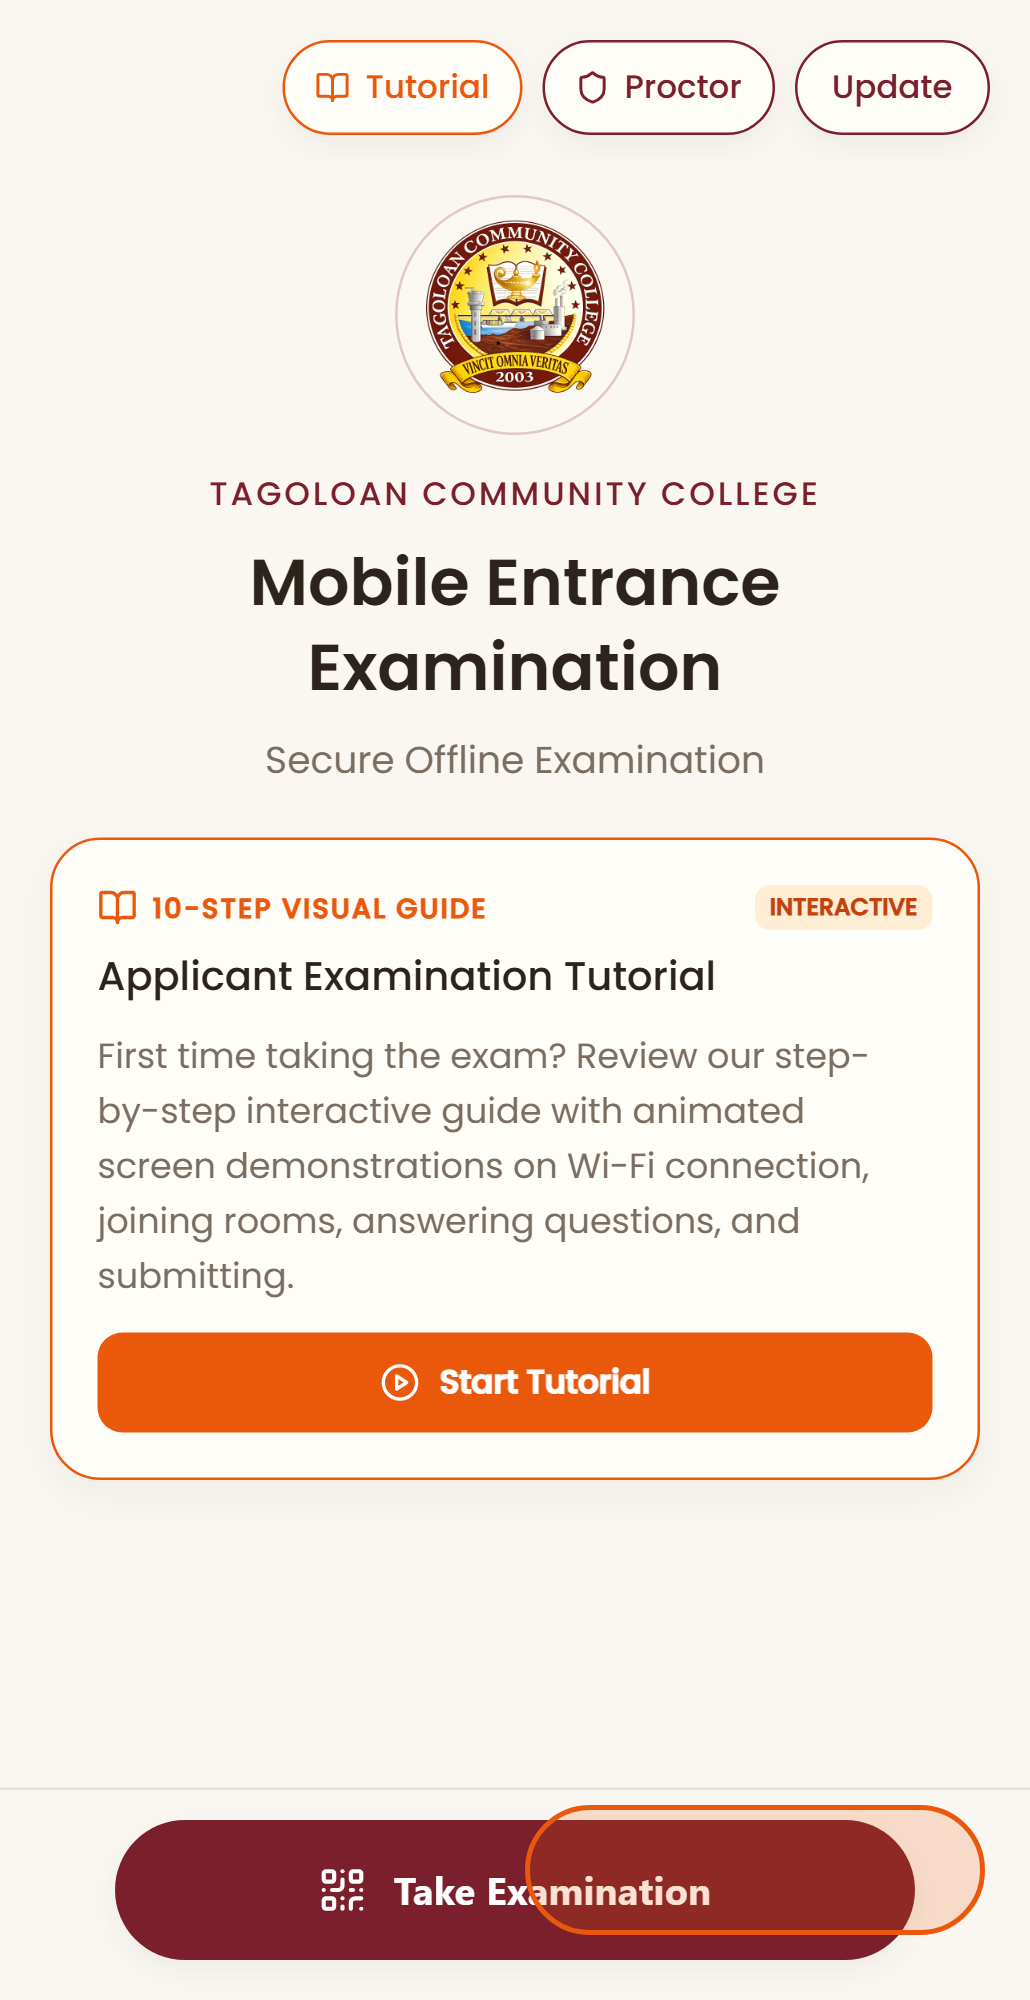 Tutorial
Proctor
Update
TAGOLOAN COMMUNITY COLLEGE
VINCIT OMNIA VERITAS
2003
TAGOLOAN COMMUNITY COLLEGE
Mobile Entrance
Examination
Secure Offline Examination
10-STEP VISUAL GUIDE
INTERACTIVE
Applicant Examination Tutorial
First time taking the exam? Review our step-
by-step interactive guide with animated
screen demonstrations on Wi-Fi connection,
joining rooms, answering questions, and
submitting.
Start Tutorial
Take Examination